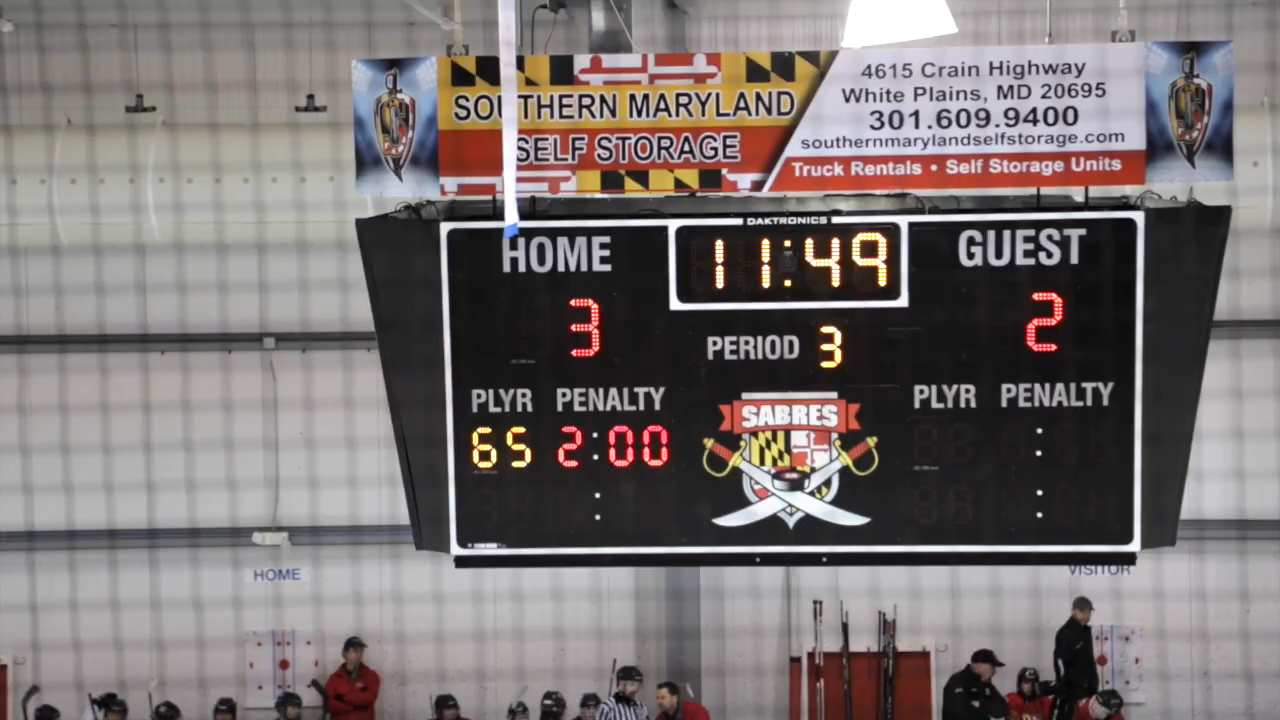 SOUTHERN MARYLAND
SELF STORAGE
4615 Crain Highway
White Plains, MD 20695
301.609.9400
southernmarylandselfstorage.com
Truck Rentals • Self Storage Units
DAKTRONICS
HOME
11:49
GUEST
3
PERIOD 3
2
PLYR PENALTY
65 2:00
SABRES
PLYR PENALTY
HOME
VISITOR